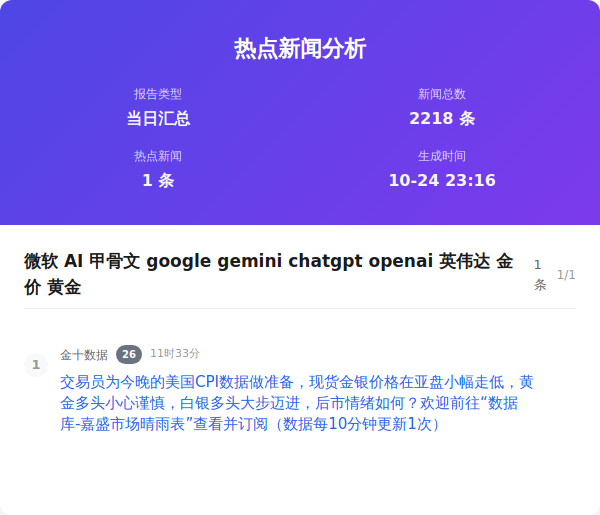 热点新闻分析
报告类型
新闻总数
当日汇总
2218 条
热点新闻
生成时间
1 条
10-24 23:16
微软 AI 甲骨文 google gemini chatgpt openai 英伟达 金
价 黄金
1
条
1/1
1
金十数据 26 11时33分
交易员为今晚的美国CPI数据做准备，现货金银价格在亚盘小幅走低，黄
金多头小心谨慎，白银多头大步迈进，后市情绪如何？欢迎前往“数据
库-嘉盛市场晴雨表”查看并订阅（数据每10分钟更新1次）